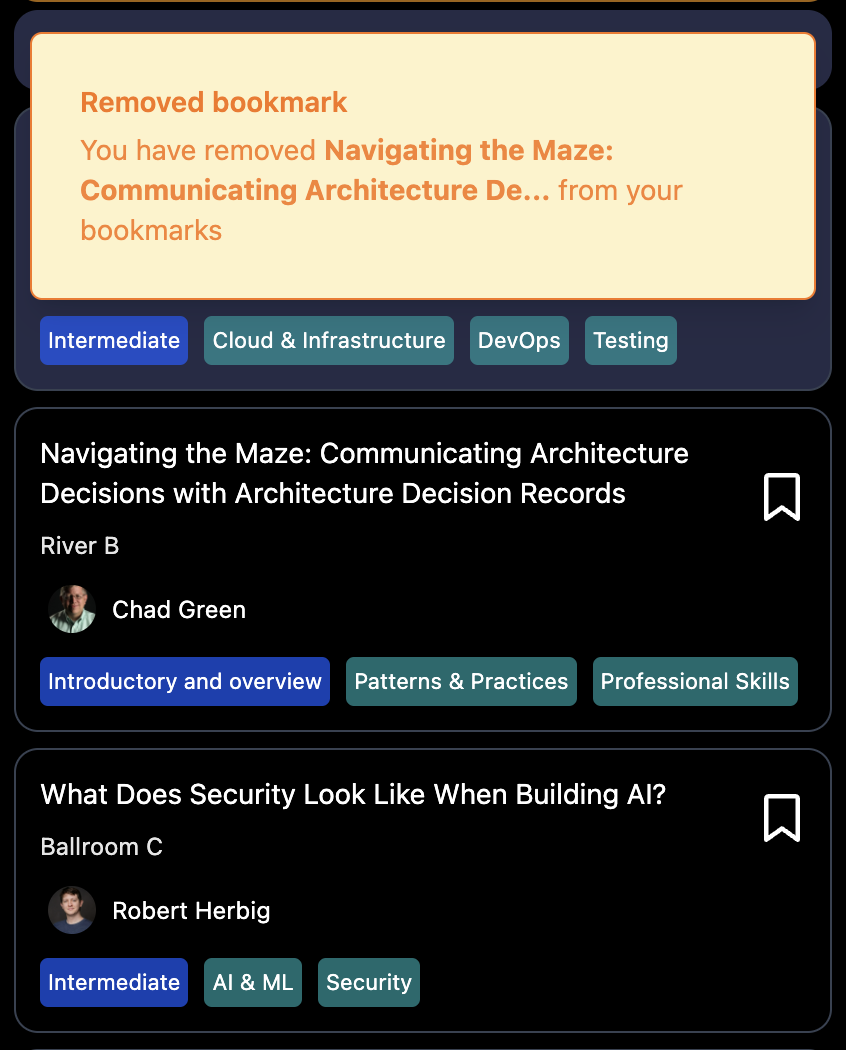 Removed bookmark
You have removed Navigating the Maze:
Communicating Architecture De... from your
bookmarks
Intermediate Cloud & Infrastructure DevOps Testing
Navigating the Maze: Communicating Architecture
Decisions with Architecture Decision Records
River B
Chad Green
Introductory and overview Patterns & Practices Professional Skills
What Does Security Look Like When Building AI?
Ballroom C
Robert Herbig
Intermediate AI & ML Security